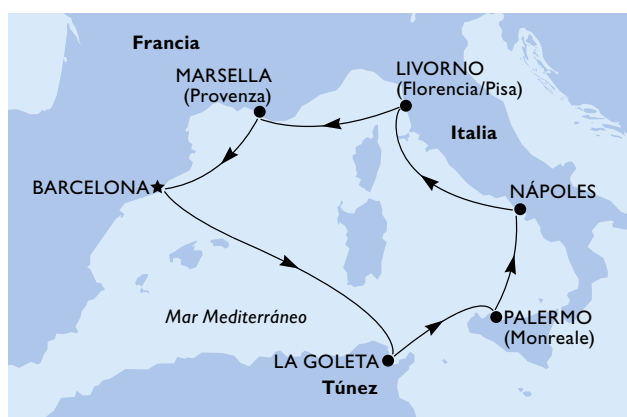 Francia
MARSELLA
(Provenza)
LIVORNO
(Florencia/Pisa)
Italia
BARCELONA
NÁPOLES
Mar Mediterráneo
PALERMO
(Monreale)
LA GOLETA
Túnez